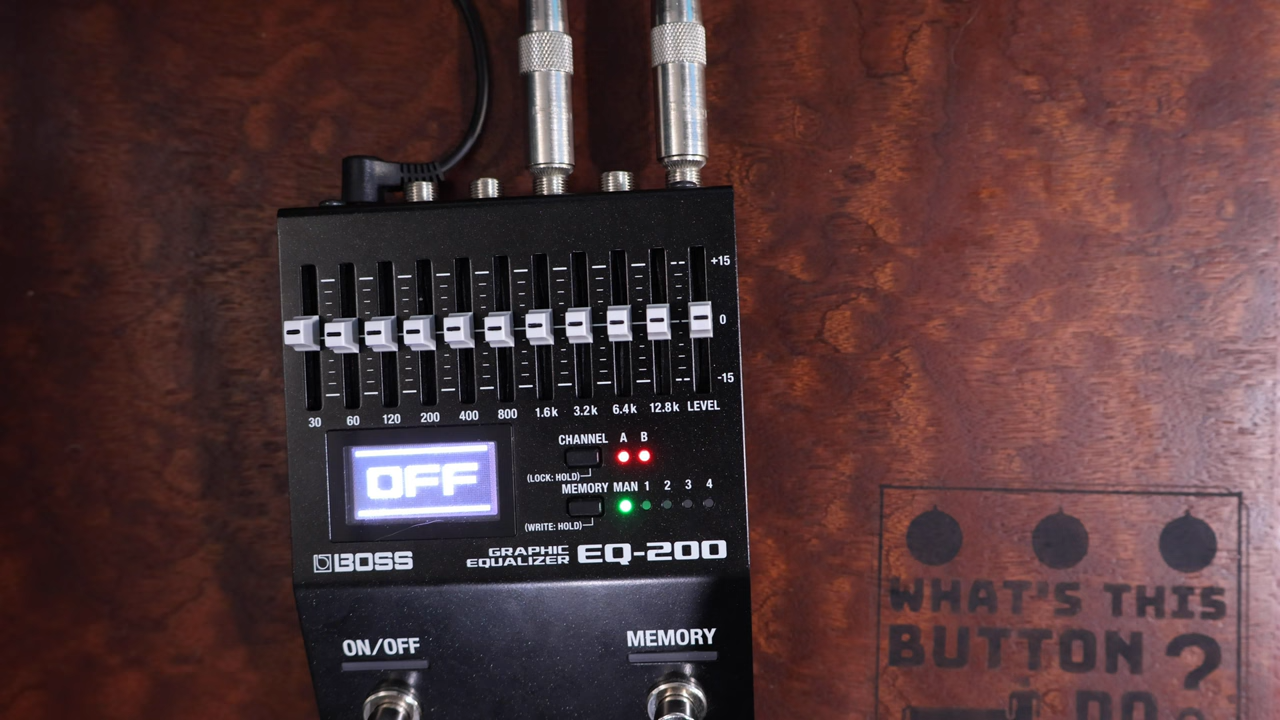 +15
0
-15
30 60 120 200 400 800 1.6k 3.2k 6.4k 12.8k LEVEL
OFF
CHANNEL A B
(LOCK: HOLD)
MEMORY MAN 1 2 3 4
(WRITE: HOLD)
BOSS
GRAPHIC
EQUALIZER
EQ-200
ON/OFF
MEMORY
WHAT'S THIS
BUTTON?
DO